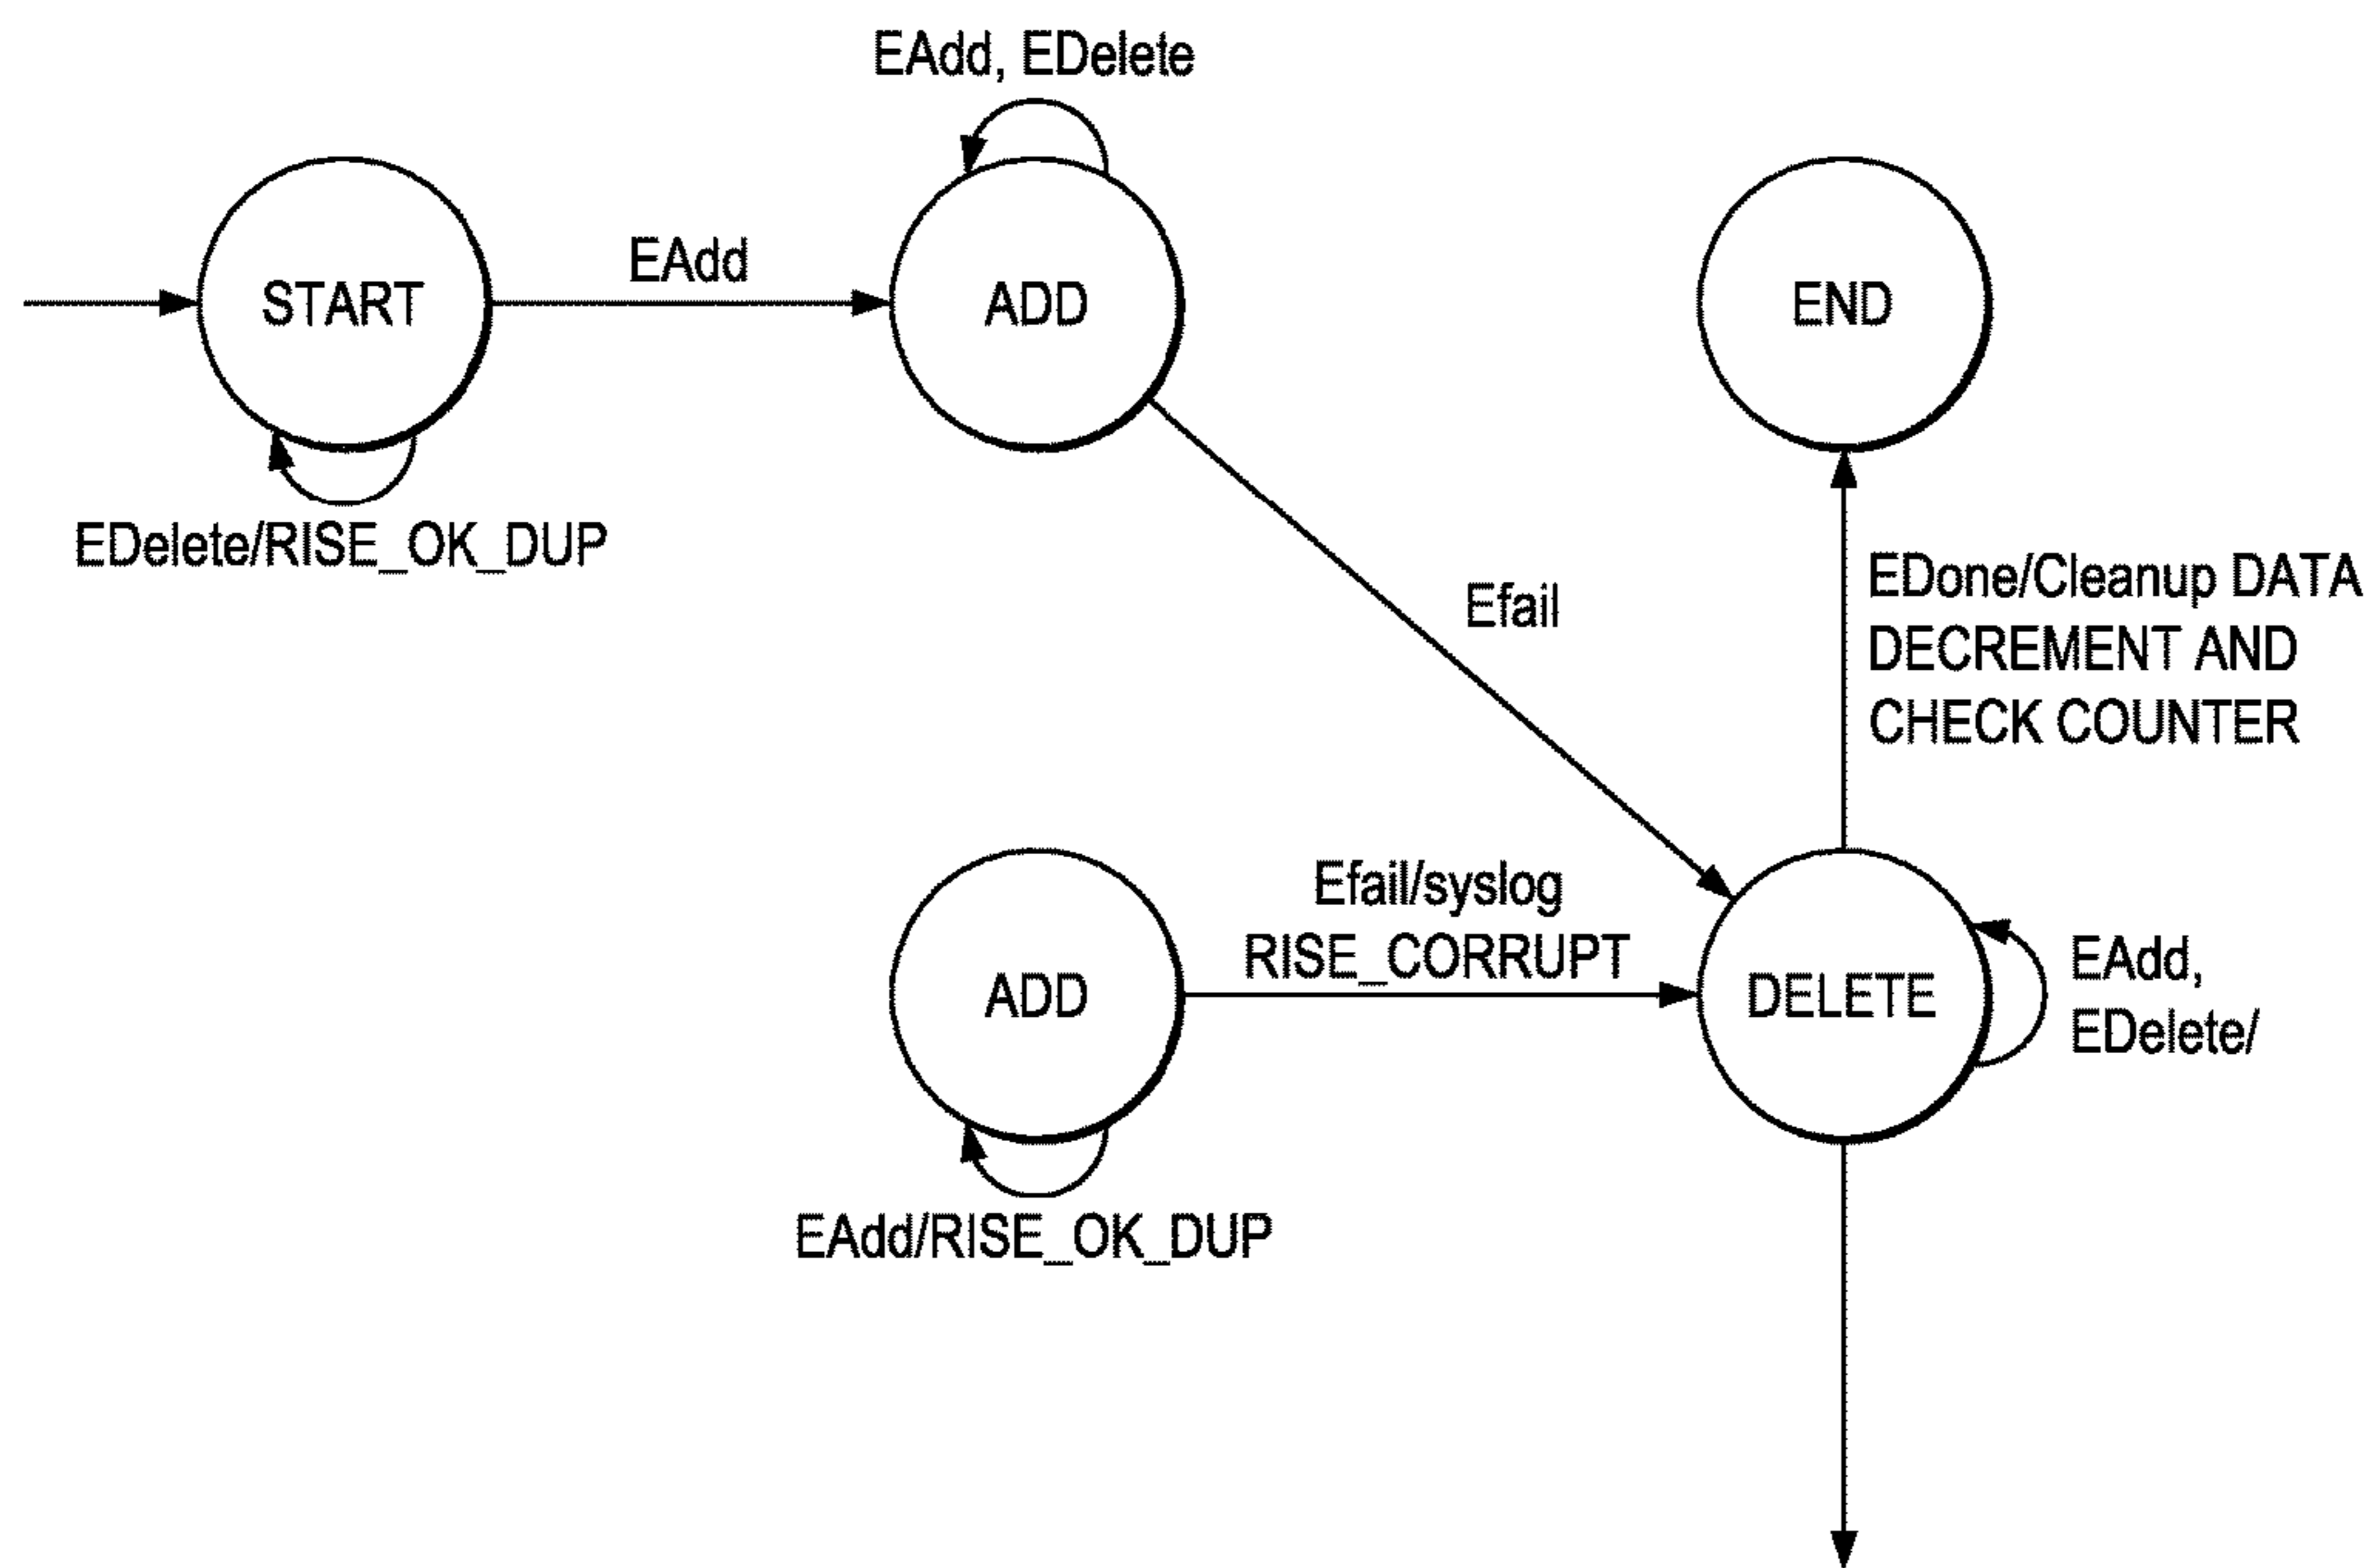 EAdd, EDelete
START
EAdd
ADD
END
EDelete/RISE_OK_DUP
Efail
EDone/Cleanup DATA
DECREMENT AND
CHECK COUNTER
ADD
Efail/syslog
RISE_CORRUPT
DELETE
EAdd,
EDelete/
EAdd/RISE_OK_DUP